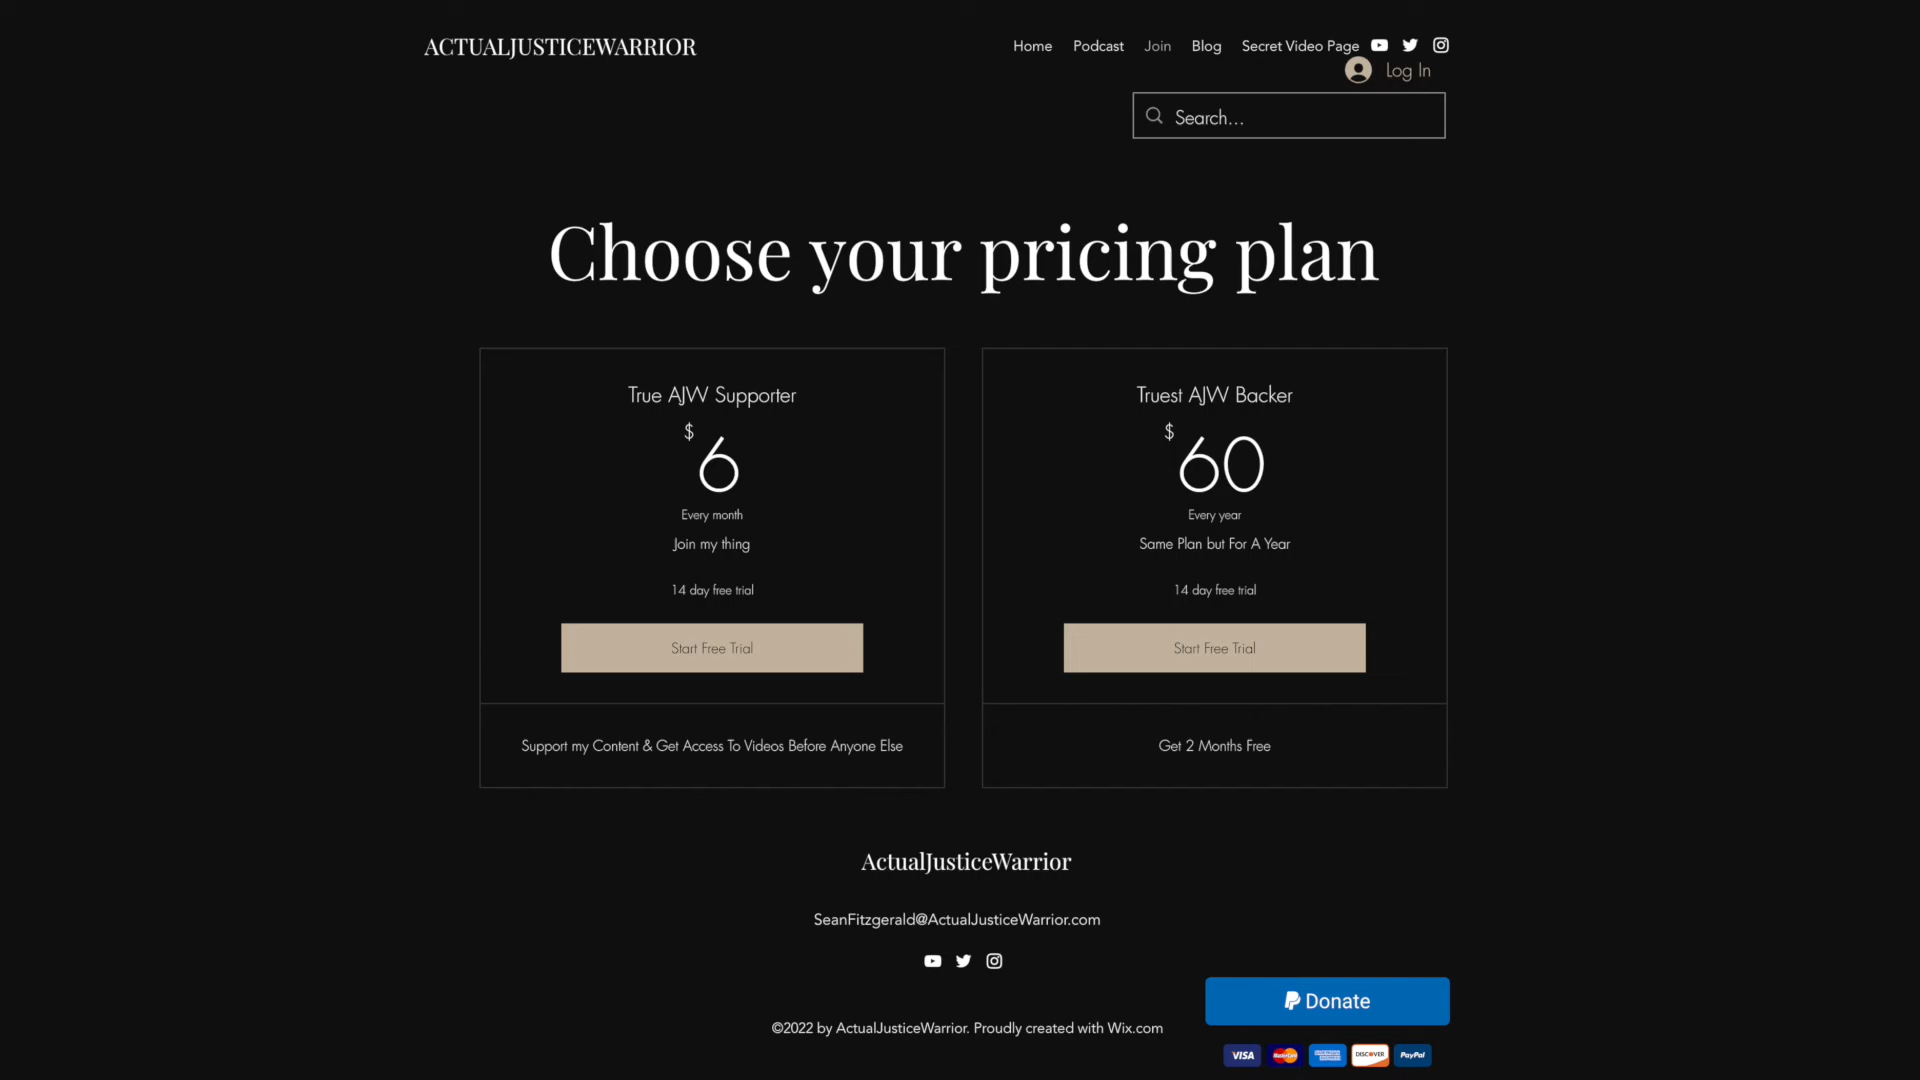 ACTUALJUSTICEWARRIOR
Home Podcast Join Blog Secret Video Page
Log In
Search...
Choose your pricing plan
True AJW Supporter
$6
Every month
Join my thing
14 day free trial
Start Free Trial
Support my Content & Get Access To Videos Before Anyone Else
Truest AJW Backer
$60
Every year
Same Plan but For A Year
14 day free trial
Start Free Trial
Get 2 Months Free
ActualJusticeWarrior
SeanFitzgerald@ActualJusticeWarrior.com
Donate
©2022 by ActualJusticeWarrior. Proudly created with Wix.com
VISA MasterCard DISCOVER PayPal